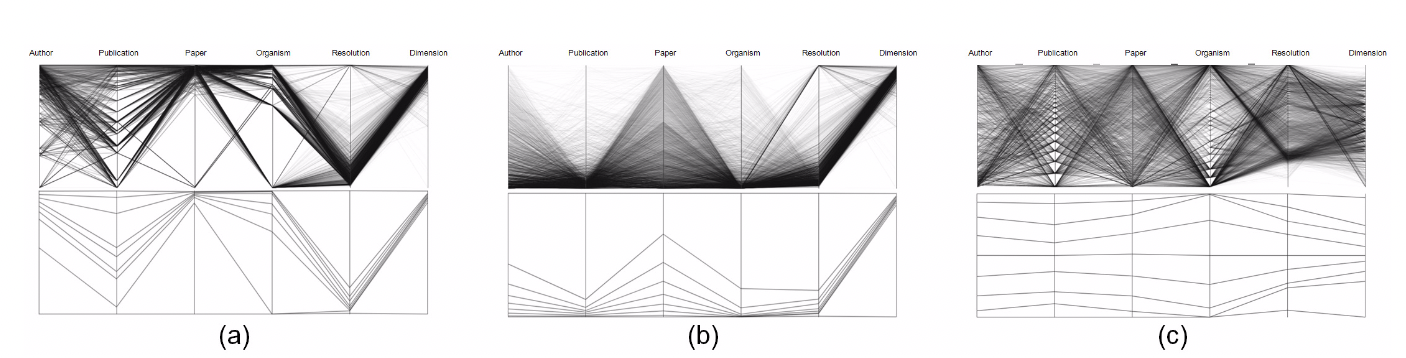 Author Publication Paper Organism Resolution Dimension
Author Publication Paper Organism Resolution Dimension
Author Publication Paper Organism Resolution Dimension
(a)
(b)
(c)